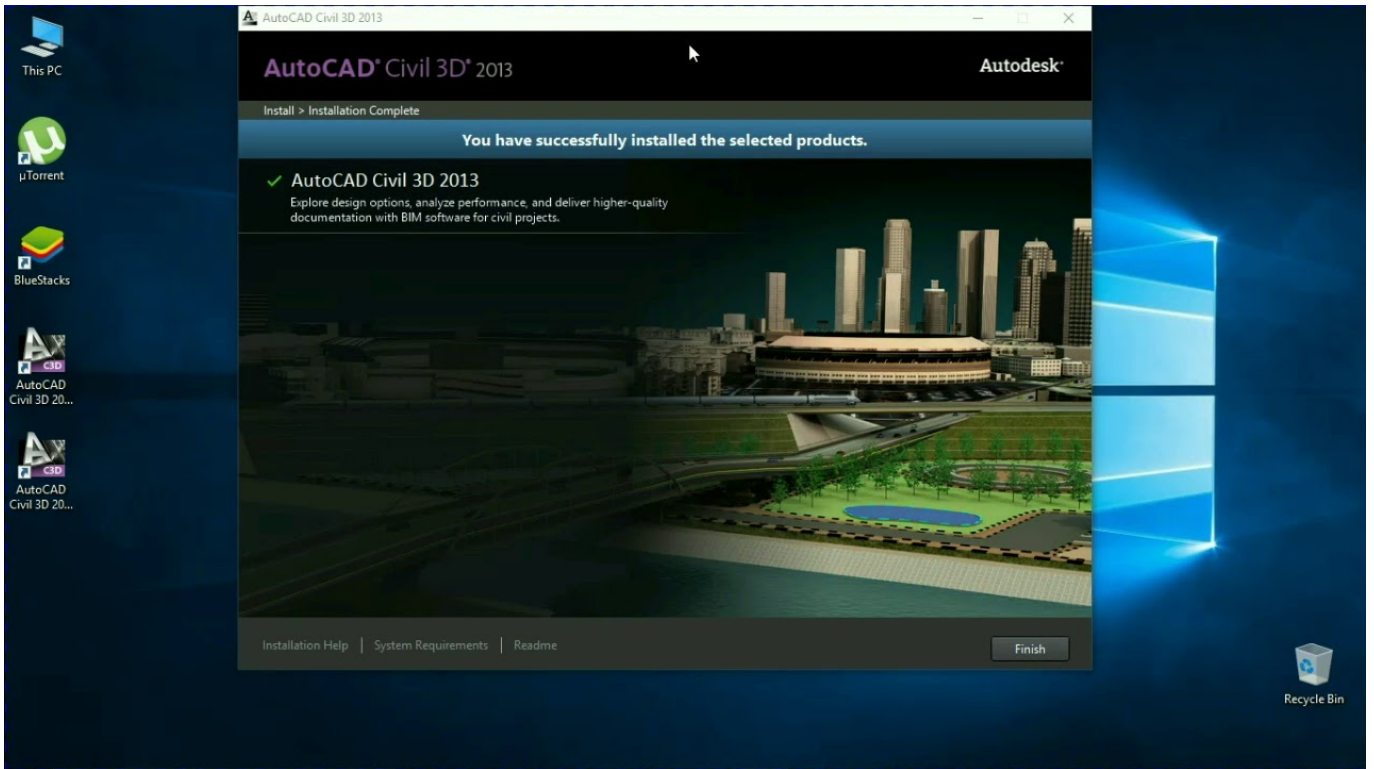 AutoCAD Civil 3D 2013
This PC
AutoCAD® Civil 3D® 2013
Autodesk®
Install > Installation Complete
You have successfully installed the selected products.
µTorrent
AutoCAD Civil 3D 2013
Explore design options, analyze performance, and deliver higher-quality
documentation with BIM software for civil projects.
BlueStacks
C3D
AutoCAD
Civil 3D 20...
C3D
AutoCAD
Civil 3D 20...
Installation Help | System Requirements | Readme
Finish
Recycle Bin